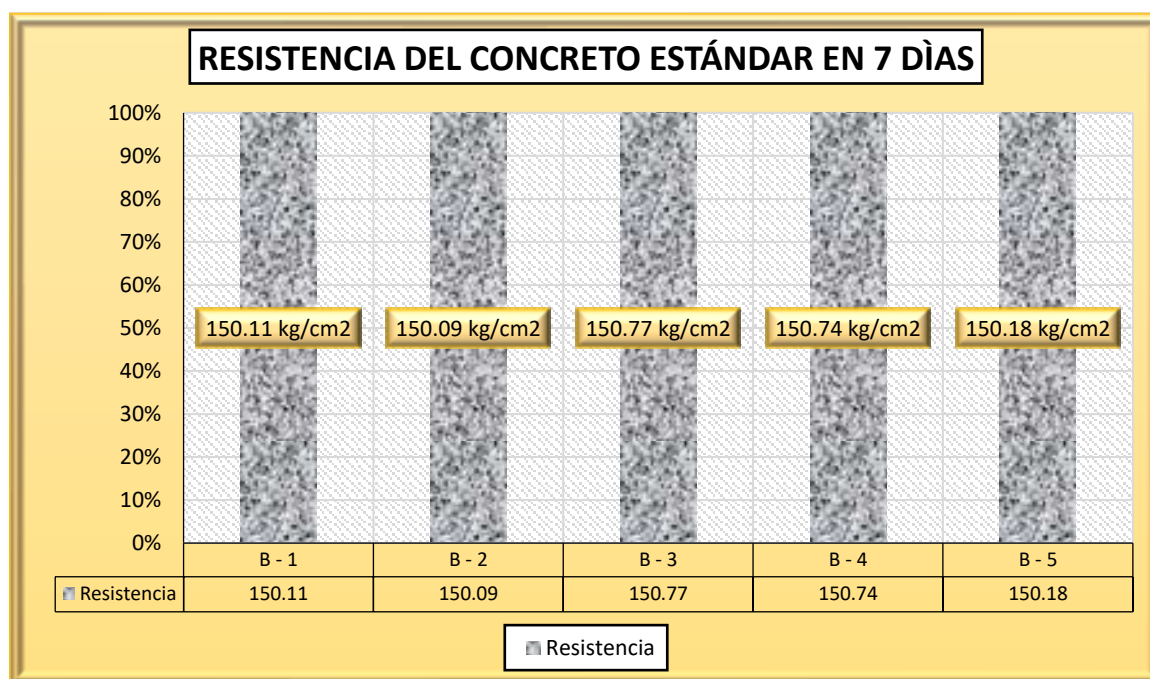 RESISTENCIA DEL CONCRETO ESTÁNDAR EN 7 DÌAS
100%
90%
80%
70%
60%
50%
40%
30%
20%
10%
0%
150.11 kg/cm2 150.09 kg/cm2 150.77 kg/cm2 150.74 kg/cm2 150.18 kg/cm2
B - 1 B - 2 B - 3 B - 4 B - 5
Resistencia 150.11 150.09 150.77 150.74 150.18
Resistencia